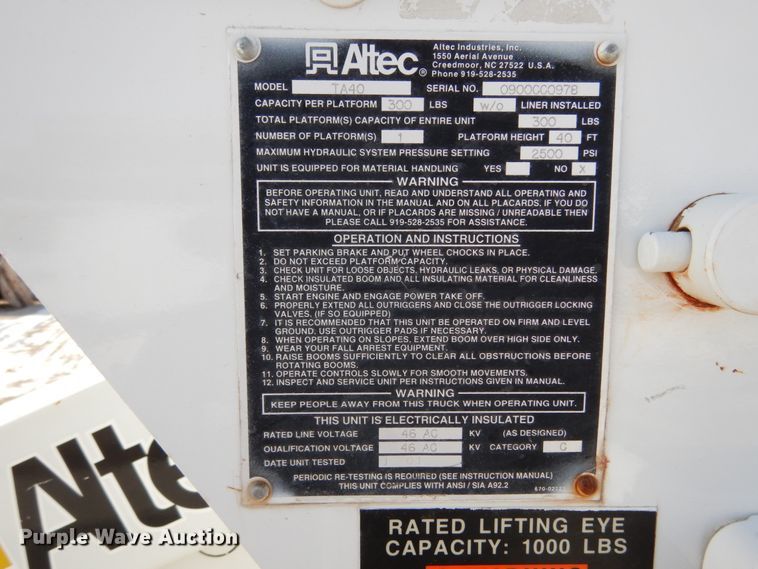 Altec®
Altec Industries, Inc.
1550 Aerial Avenue
Creedmoor, NC 27522 U.S.A.
Phone 919-528-2535
MODEL TA40 SERIAL NO. 0900GG0978
CAPACITY PER PLATFORM 300 LBS w/o LINER INSTALLED
TOTAL PLATFORM(S) CAPACITY OF ENTIRE UNIT 300 LBS
NUMBER OF PLATFORM(S) 1 PLATFORM HEIGHT 40 FT
MAXIMUM HYDRAULIC SYSTEM PRESSURE SETTING 2500 PSI
UNIT IS EQUIPPED FOR MATERIAL HANDLING YES NO X
WARNING
BEFORE OPERATING UNIT, READ AND UNDERSTAND ALL OPERATING AND
SAFETY INFORMATION IN THE MANUAL AND ON ALL PLACARDS. IF YOU DO
NOT HAVE A MANUAL, OR IF PLACARDS ARE MISSING / UNREADABLE THEN
PLEASE CALL 919-528-2535 FOR ASSISTANCE.
OPERATION AND INSTRUCTIONS
1. SET PARKING BRAKE AND PUT WHEEL CHOCKS IN PLACE.
2. DO NOT EXCEED PLATFORM CAPACITY.
3. CHECK UNIT FOR LOOSE OBJECTS, HYDRAULIC LEAKS, OR PHYSICAL DAMAGE.
4. CHECK INSULATED BOOM AND ALL INSULATING MATERIAL FOR CLEANLINESS
AND MOISTURE.
5. START ENGINE AND ENGAGE POWER TAKE OFF.
6. PROPERLY EXTEND ALL OUTRIGGERS AND CLOSE THE OUTRIGGER LOCKING
VALVES. (IF SO EQUIPPED)
7. IT IS RECOMMENDED THAT THIS UNIT BE OPERATED ON FIRM AND LEVEL
GROUND. USE OUTRIGGER PADS IF NECESSARY.
8. WHEN OPERATING ON SLOPES, EXTEND BOOM OVER HIGH SIDE ONLY.
9. WEAR YOUR FALL ARREST EQUIPMENT.
10. RAISE BOOMS SUFFICIENTLY TO CLEAR ALL OBSTRUCTIONS BEFORE
ROTATING BOOMS.
11. OPERATE CONTROLS SLOWLY FOR SMOOTH MOVEMENTS.
12. INSPECT AND SERVICE UNIT PER INSTRUCTIONS GIVEN IN MANUAL.
WARNING
KEEP PEOPLE AWAY FROM THIS TRUCK WHEN OPERATING UNIT.
THIS UNIT IS ELECTRICALLY INSULATED
RATED LINE VOLTAGE 46 AC KV (AS DESIGNED)
QUALIFICATION VOLTAGE 46 AC KV CATEGORY C
DATE UNIT TESTED
PERIODIC RE-TESTING IS REQUIRED (SEE INSTRUCTION MANUAL)
THIS UNIT COMPLIES WITH ANSI / SIA A92.2
Alte
RATED LIFTING EYE
CAPACITY: 1000 LBS
Purple Wave Auction